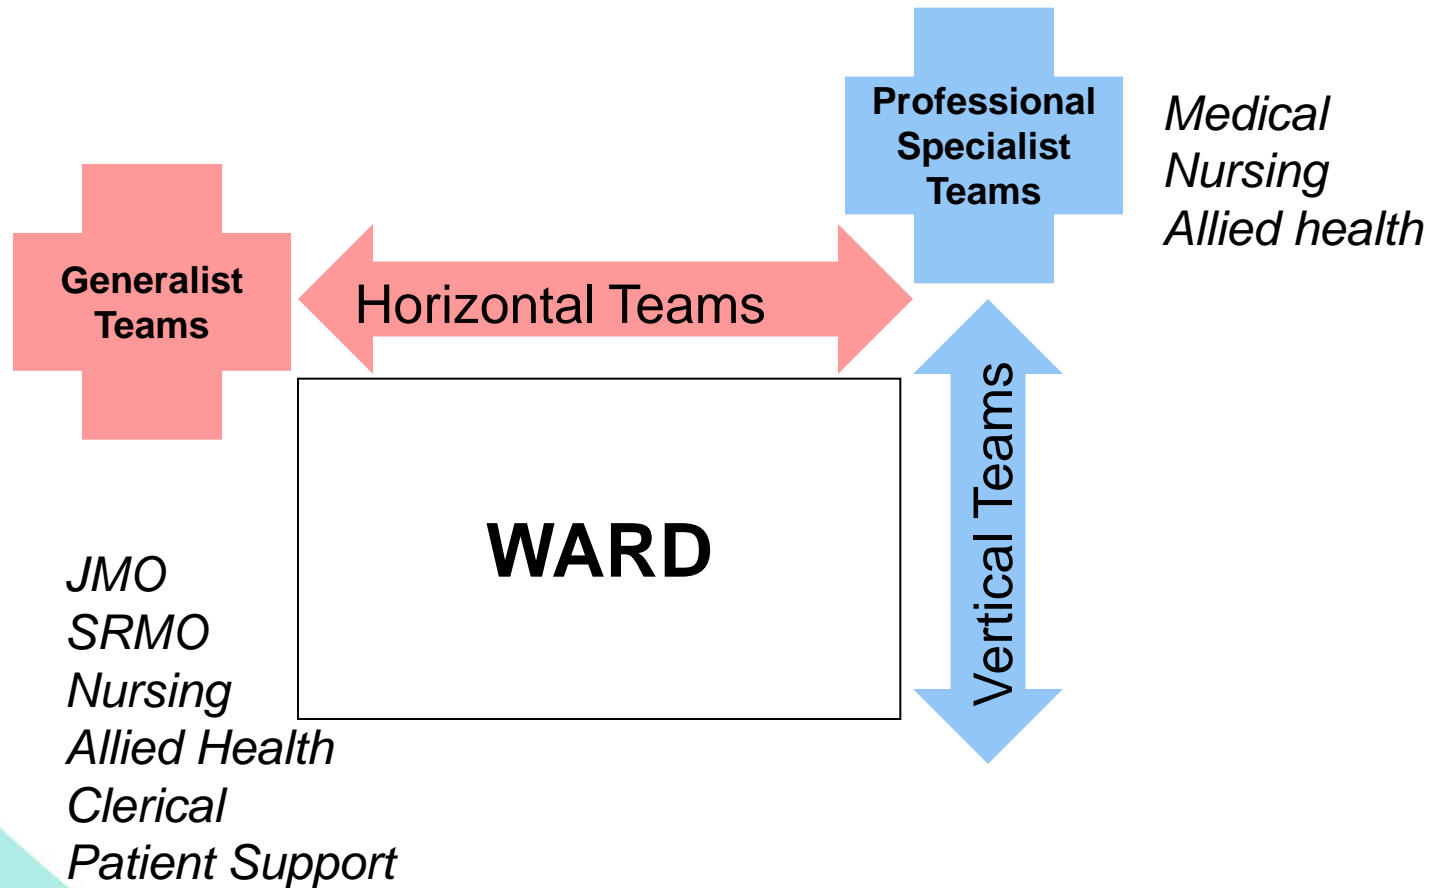 Professional
Specialist
Teams
Medical
Nursing
Allied health
Generalist
Teams
Horizontal Teams
Vertical Teams
WARD
JMO
SRMO
Nursing
Allied Health
Clerical
Patient Support